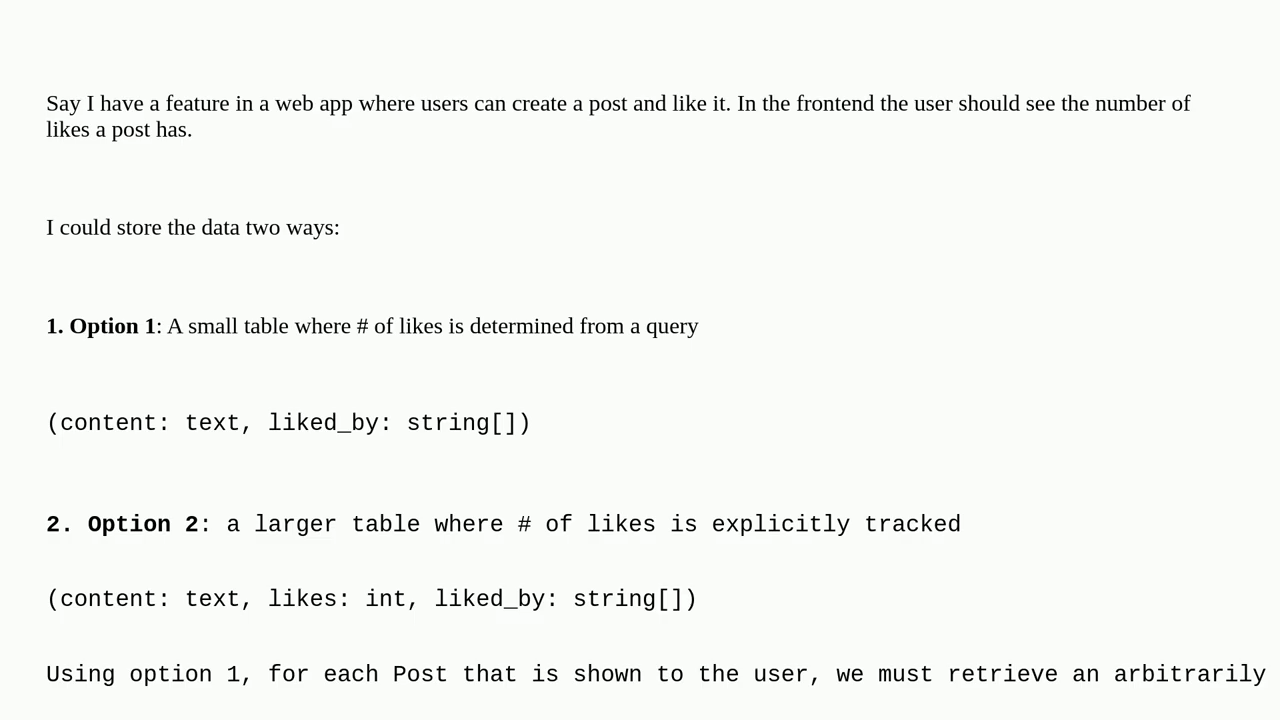 Say I have a feature in a web app where users can create a post and like it. In the frontend the user should see the number of
likes a post has.
I could store the data two ways:
1. Option 1: A small table where # of likes is determined from a query
(content: text, liked_by: string[])
2. Option 2: a larger table where # of likes is explicitly tracked
(content: text, likes: int, liked_by: string[])
Using option 1, for each Post that is shown to the user, we must retrieve an arbitrarily